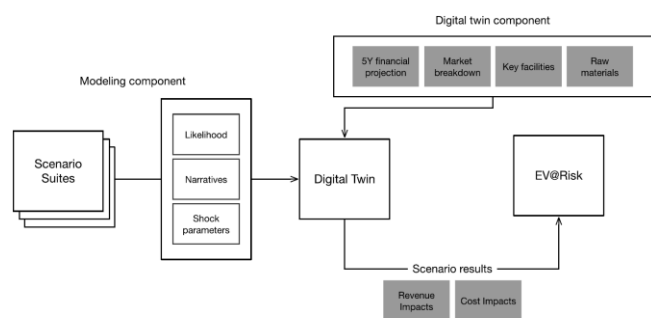 Digital twin component
5Y financial
projection
Market
breakdown
Key facilities
Raw
materials
Modeling component
Scenario
Suites
Likelihood
Narratives
Shock
parameters
Digital Twin
EV@Risk
Scenario results
Revenue
Impacts
Cost Impacts